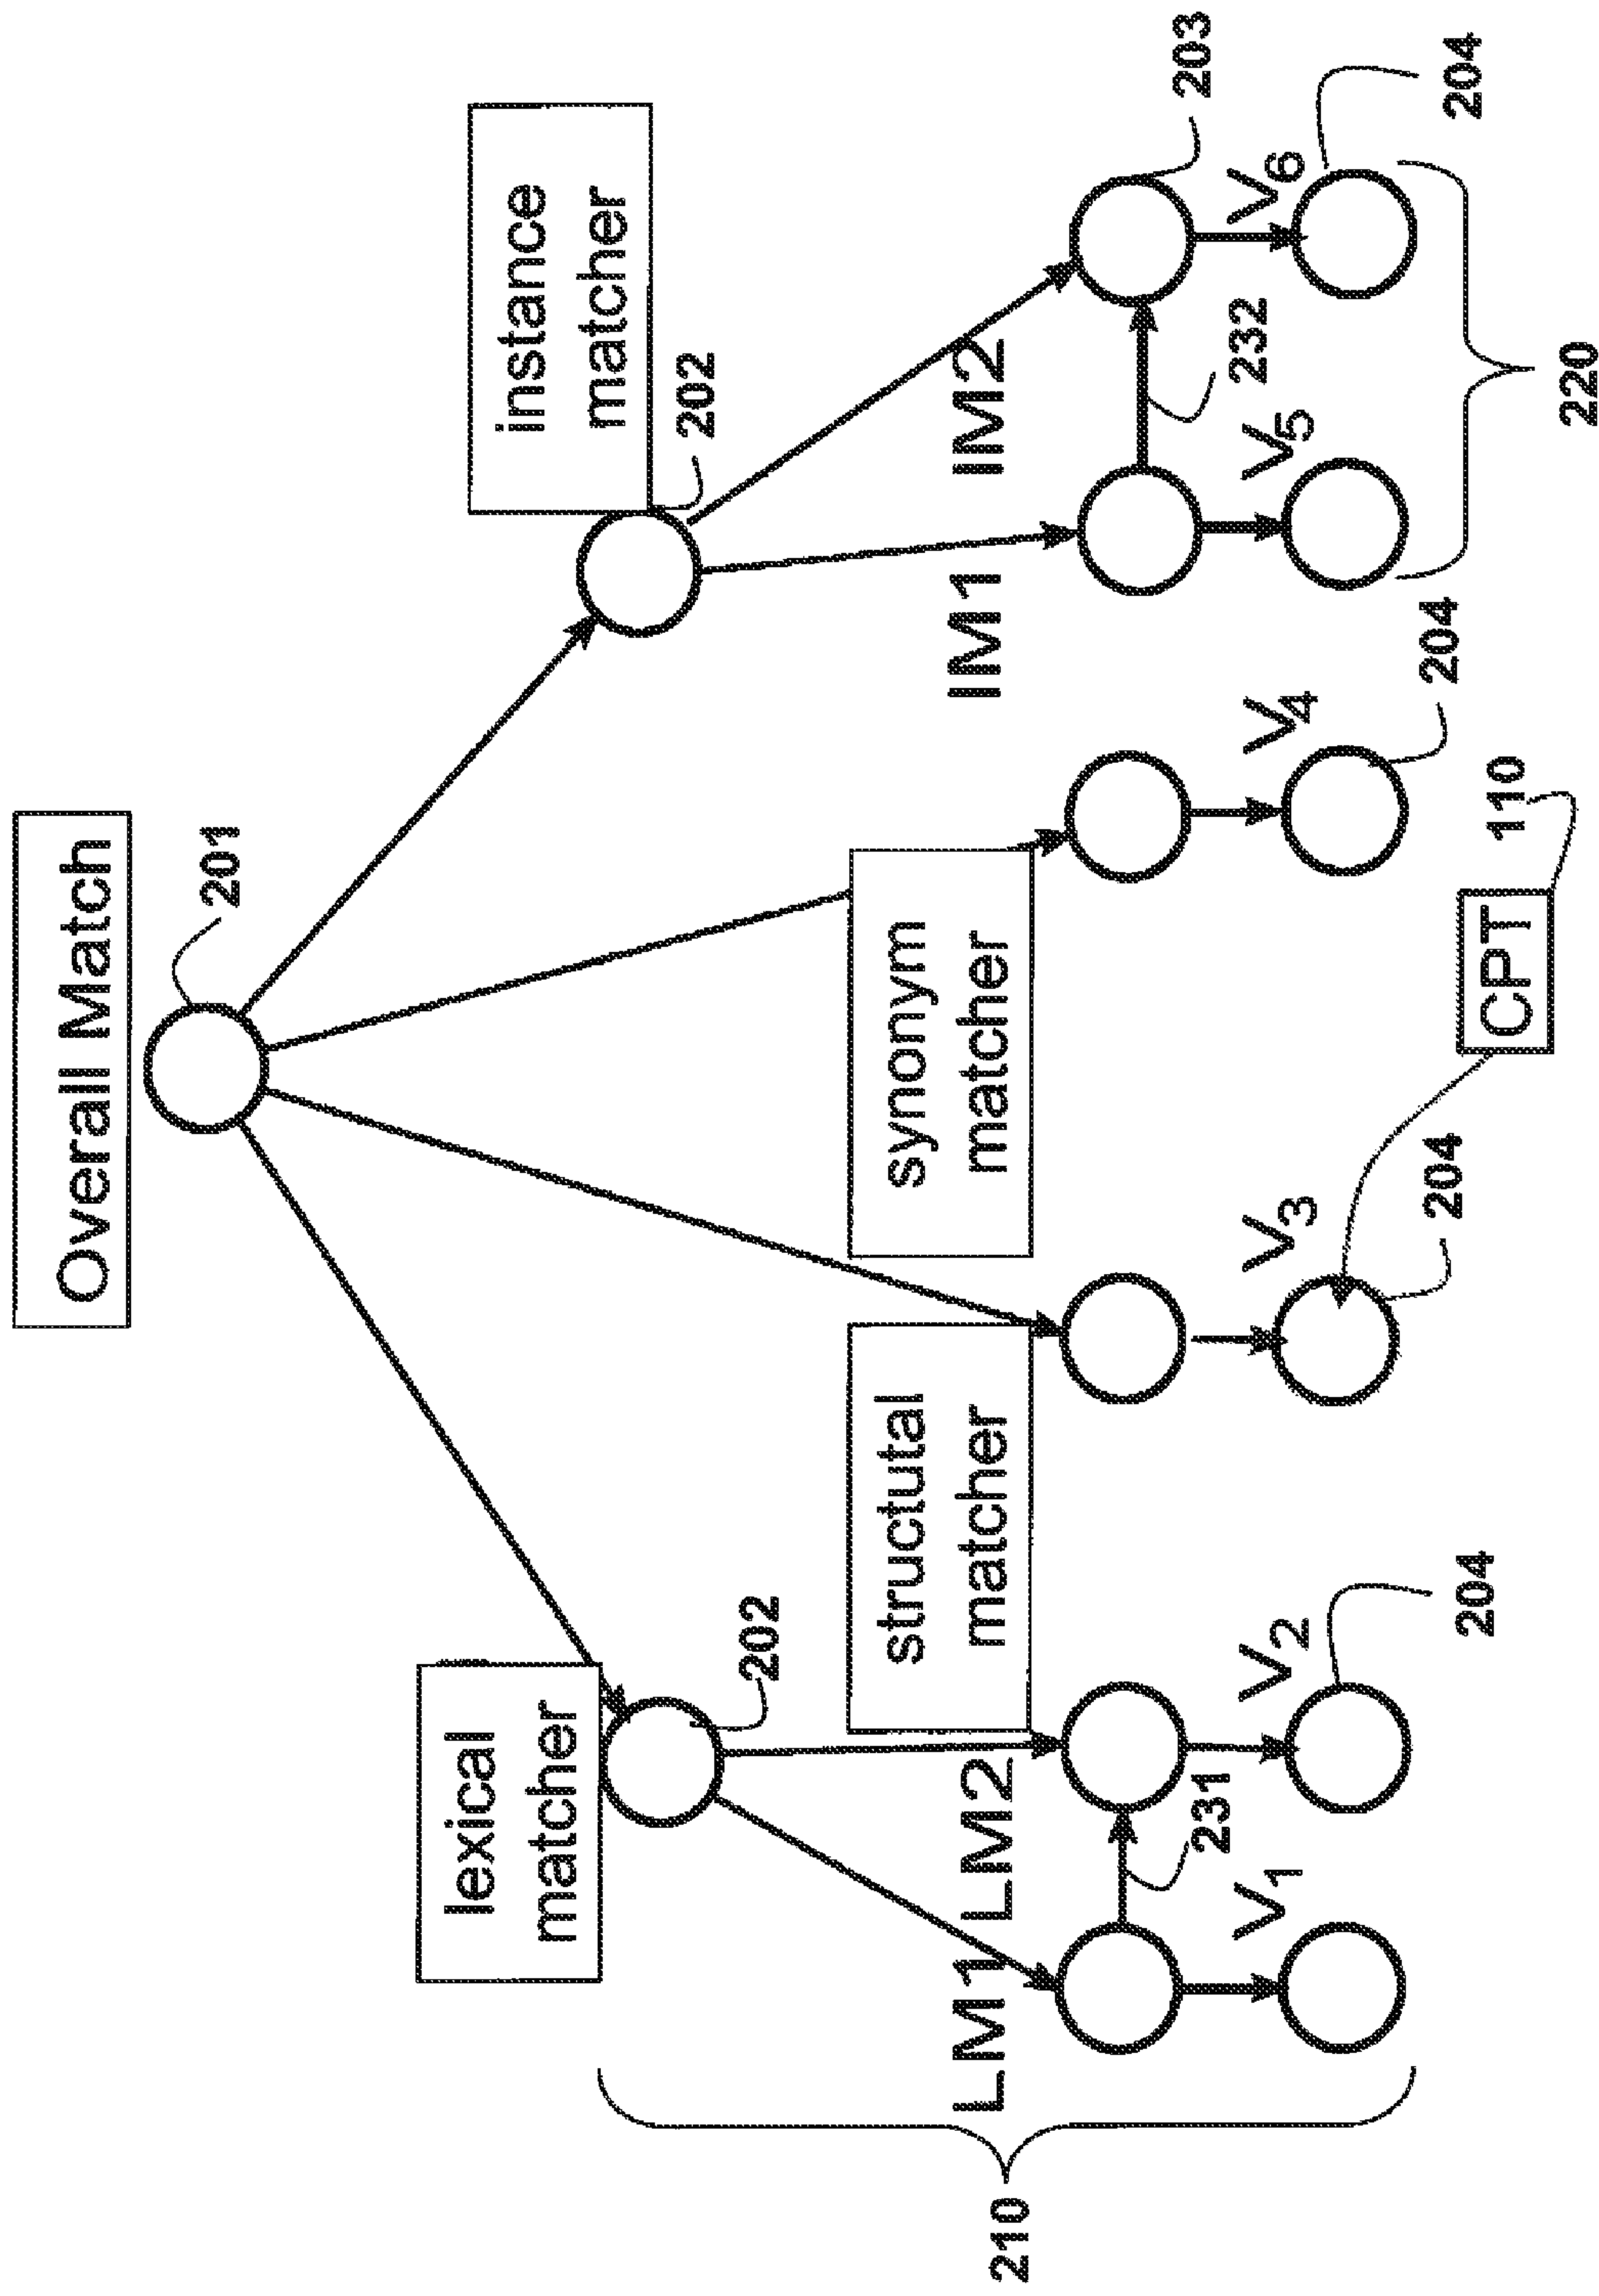 Overall Match
201
lexical
matcher
instance
matcher
202
202
structutal
matcher
synonym
matcher
LM1
LM2
IM1
IM2
203
231
232
V1
V2
V3
V4
V5
V6
204
204
204
204
CPT
110
210
220